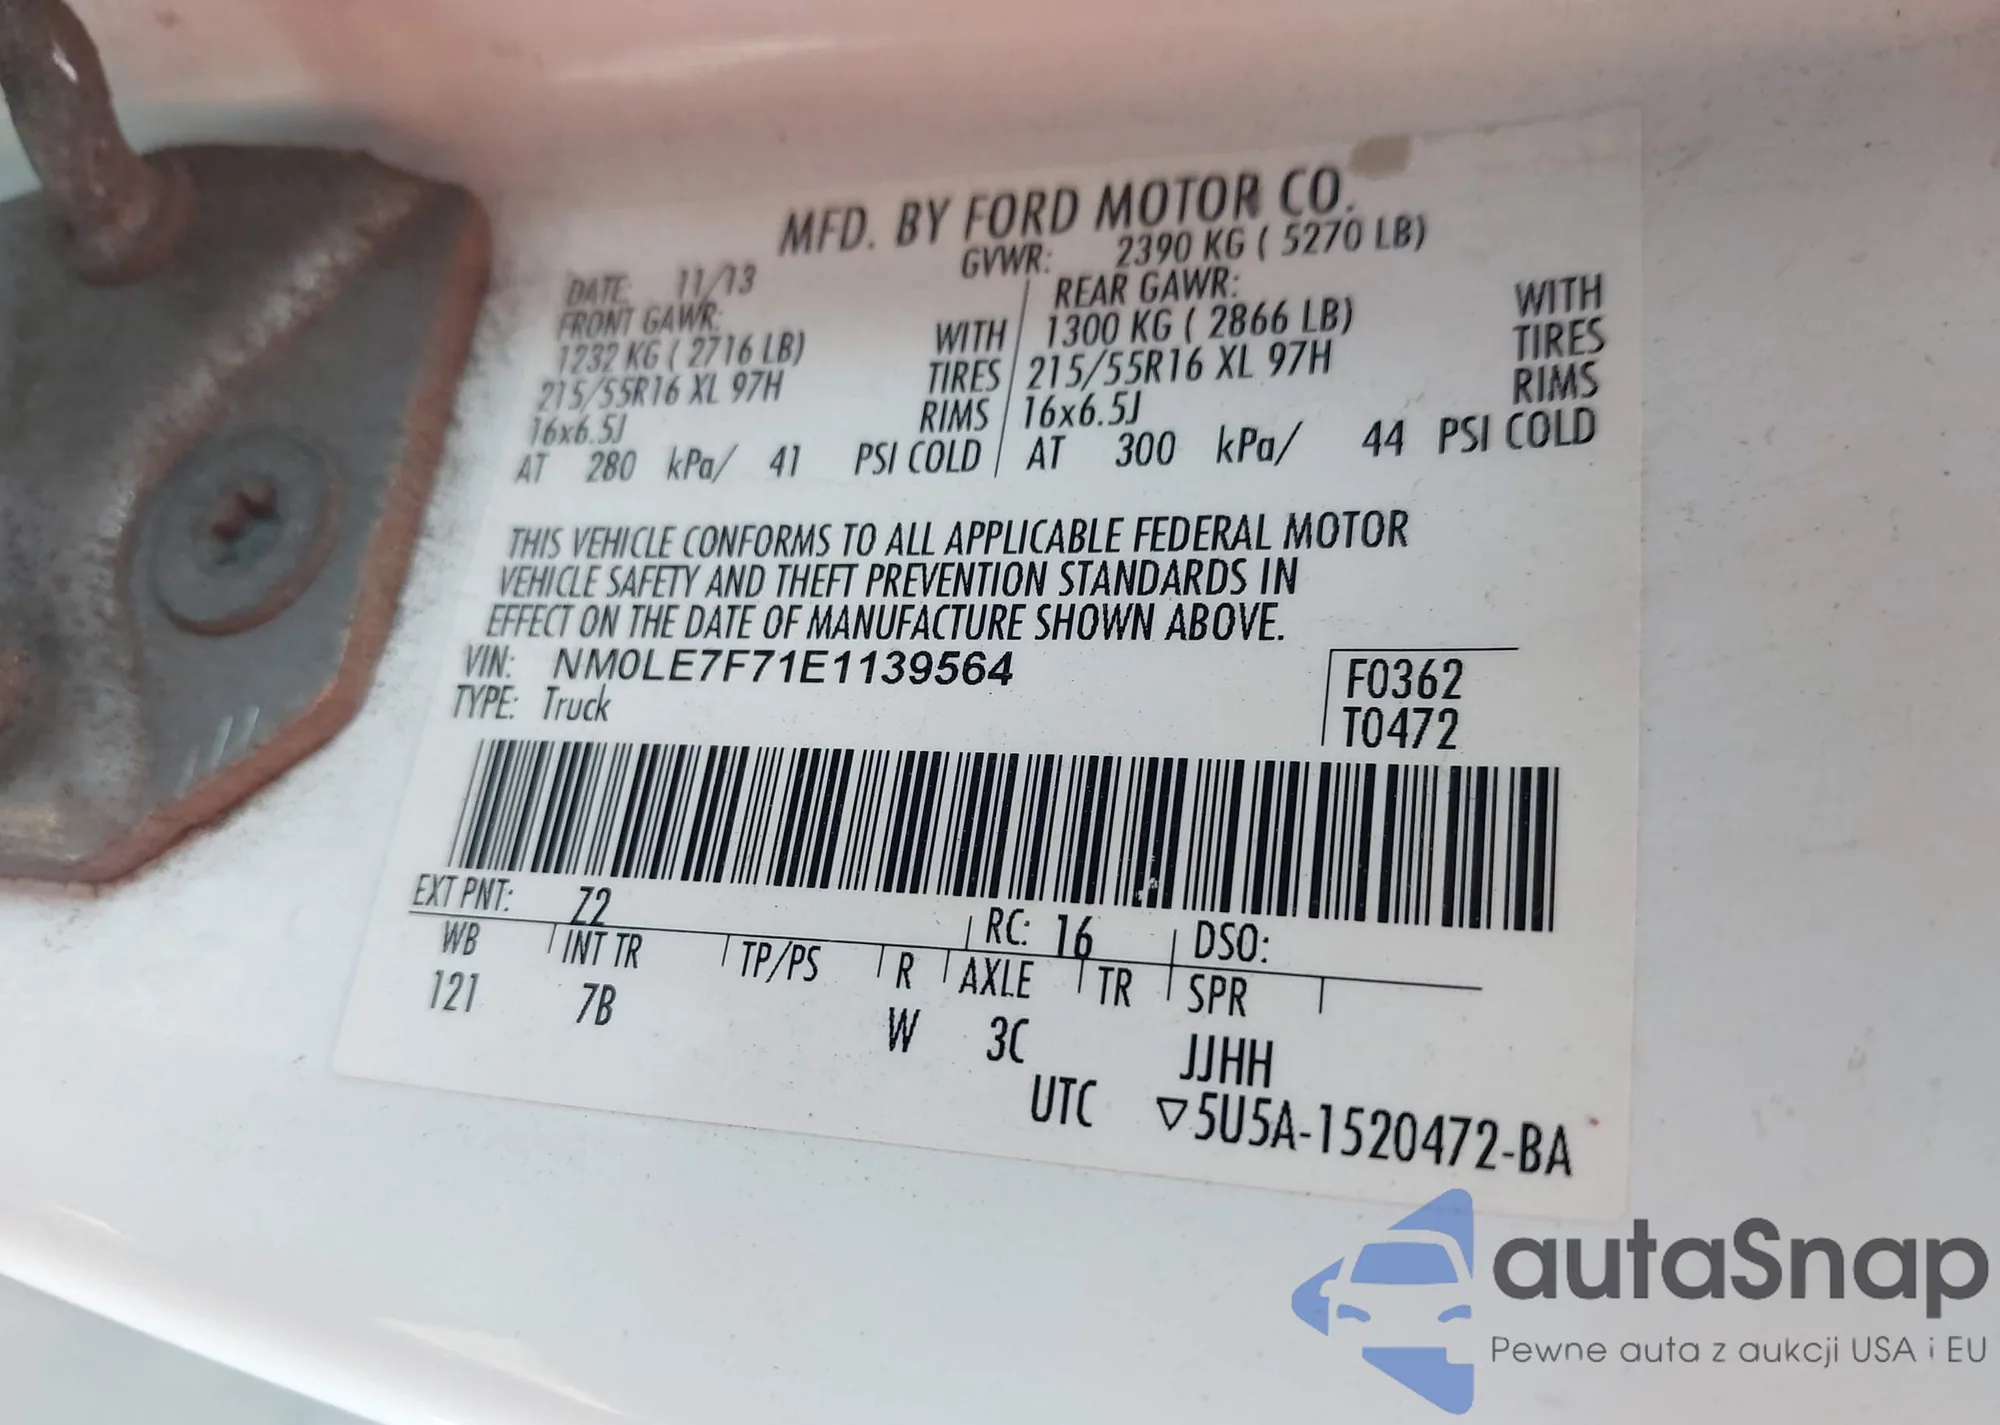 MFD. BY FORD MOTOR CO.
DATE: 11/13 GVWR: 2390 KG ( 5270 LB)
FRONT GAWR: REAR GAWR:
1232 KG ( 2716 LB) WITH 1300 KG ( 2866 LB) WITH
215/55R16 XL 97H TIRES 215/55R16 XL 97H TIRES
16x6.5J RIMS 16x6.5J RIMS
AT 280 kPa/ 41 PSI COLD AT 300 kPa/ 44 PSI COLD
THIS VEHICLE CONFORMS TO ALL APPLICABLE FEDERAL MOTOR
VEHICLE SAFETY AND THEFT PREVENTION STANDARDS IN
EFFECT ON THE DATE OF MANUFACTURE SHOWN ABOVE.
VIN: NM0LE7F71E1139564 F0362
TYPE: Truck T0472
EXT PNT: Z2 RC: 16 DSO:
WB INT TR TP/PS R AXLE TR SPR
121 7B W 3C JJHH
UTC ▽5U5A-1520472-BA
autaSnap
Pewne auta z aukcji USA i EU